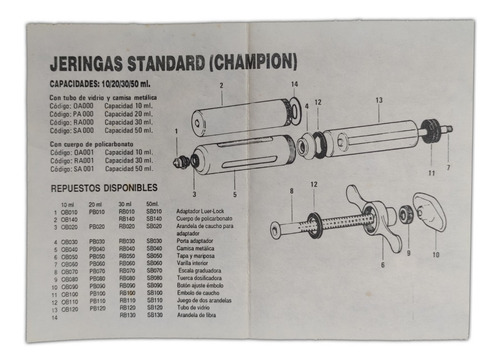 JERINGAS STANDARD (CHAMPION)
CAPACIDADES: 10/20/30/50 ml.
Con tubo de vidrio y camisa metálica
Código: OA000 Capacidad 10 ml.
Código: PA000 Capacidad 20 ml.
Código: RA000 Capacidad 30 ml.
Código: SA000 Capacidad 50 ml.
Con cuerpo de policarbonato
Código: OA001 Capacidad 10 ml.
Código: RA001 Capacidad 30 ml.
Código: SA001 Capacidad 50 ml.
REPUESTOS DISPONIBLES
10 ml 20 ml 30 ml 50ml.
1 OB010 PB010 RB010 SB010 Adaptador Luer-Lock
2 OB140 RB140 SB140 Cuerpo de policarbonato
3 OB020 PB020 RB020 SB020 Arandela de caucho para
adaptador
4 OB030 PB030 RB030 SB030 Porta adaptador
5 OB040 PB040 RB040 SB040 Camisa metálica
6 OB050 PB050 RB050 SB050 Tapa y mariposa
7 OB060 PB060 RB060 SB060 Varilla interior
8 OB070 PB070 RB070 SB070 Escala graduadora
9 OB080 PB080 RB080 SB080 Tuerca dosificadora
10 OB090 PB090 RB090 SB090 Botón ajuste émbolo
11 OB100 PB100 RB100 SB100 Embolo de caucho
12 OB110 PB110 RB110 SB110 Juego de dos arandelas
13 OB120 PB120 RB120 SB120 Tubo de vidrio
14 RB130 SB130 Arandela de fibra
2
14
4
12
13
1
3
5
11
7
8
12
6
9
10